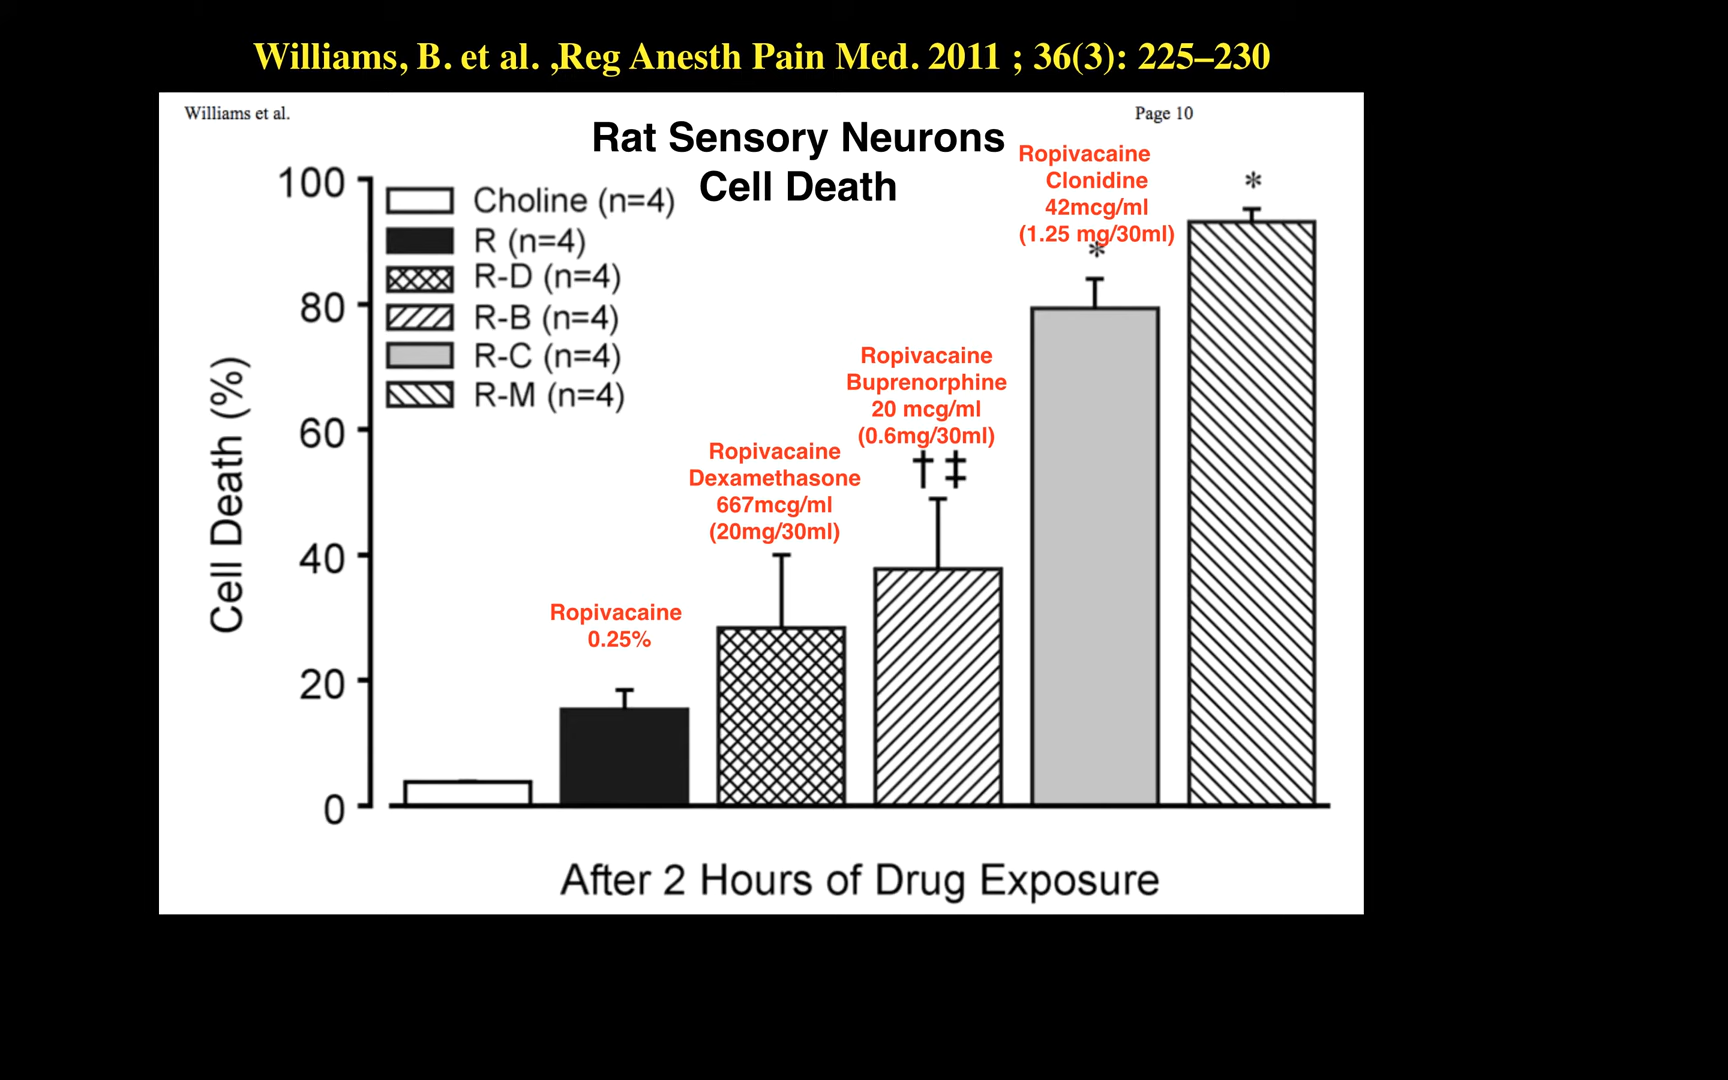 Williams, B. et al. ,Reg Anesth Pain Med. 2011 ; 36(3): 225–230
Williams et al.
Page 10
Rat Sensory Neurons
Cell Death
Choline (n=4)
R (n=4)
R-D (n=4)
R-B (n=4)
R-C (n=4)
R-M (n=4)
Cell Death (%)
100
80
60
40
20
0
Ropivacaine
0.25%
Ropivacaine
Dexamethasone
667mcg/ml
(20mg/30ml)
Ropivacaine
Buprenorphine
20 mcg/ml
(0.6mg/30ml)
† ‡
Ropivacaine
Clonidine
42mcg/ml
(1.25 mg/30ml)
*
*
After 2 Hours of Drug Exposure